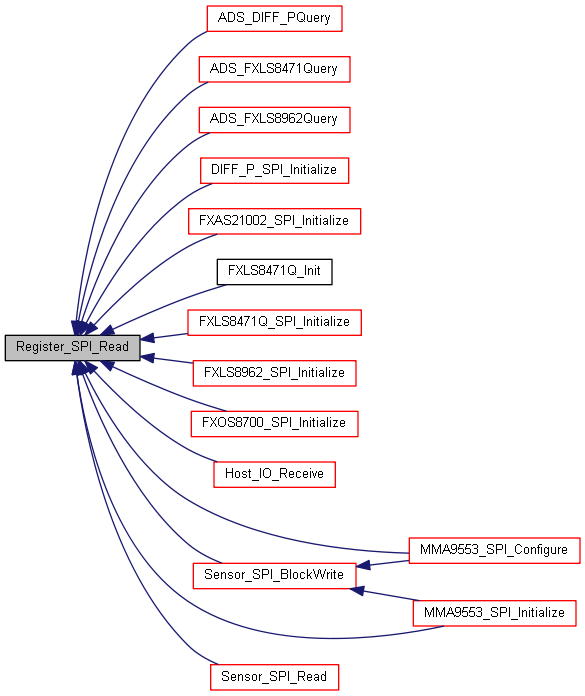 ADS_DIFF_PQuery
ADS_FXLS8471Query
ADS_FXLS8962Query
DIFF_P_SPI_Initialize
FXAS21002_SPI_Initialize
FXLS8471Q_Init
FXLS8471Q_SPI_Initialize
Register_SPI_Read
FXLS8962_SPI_Initialize
FXOS8700_SPI_Initialize
Host_IO_Receive
MMA9553_SPI_Configure
Sensor_SPI_BlockWrite
MMA9553_SPI_Initialize
Sensor_SPI_Read